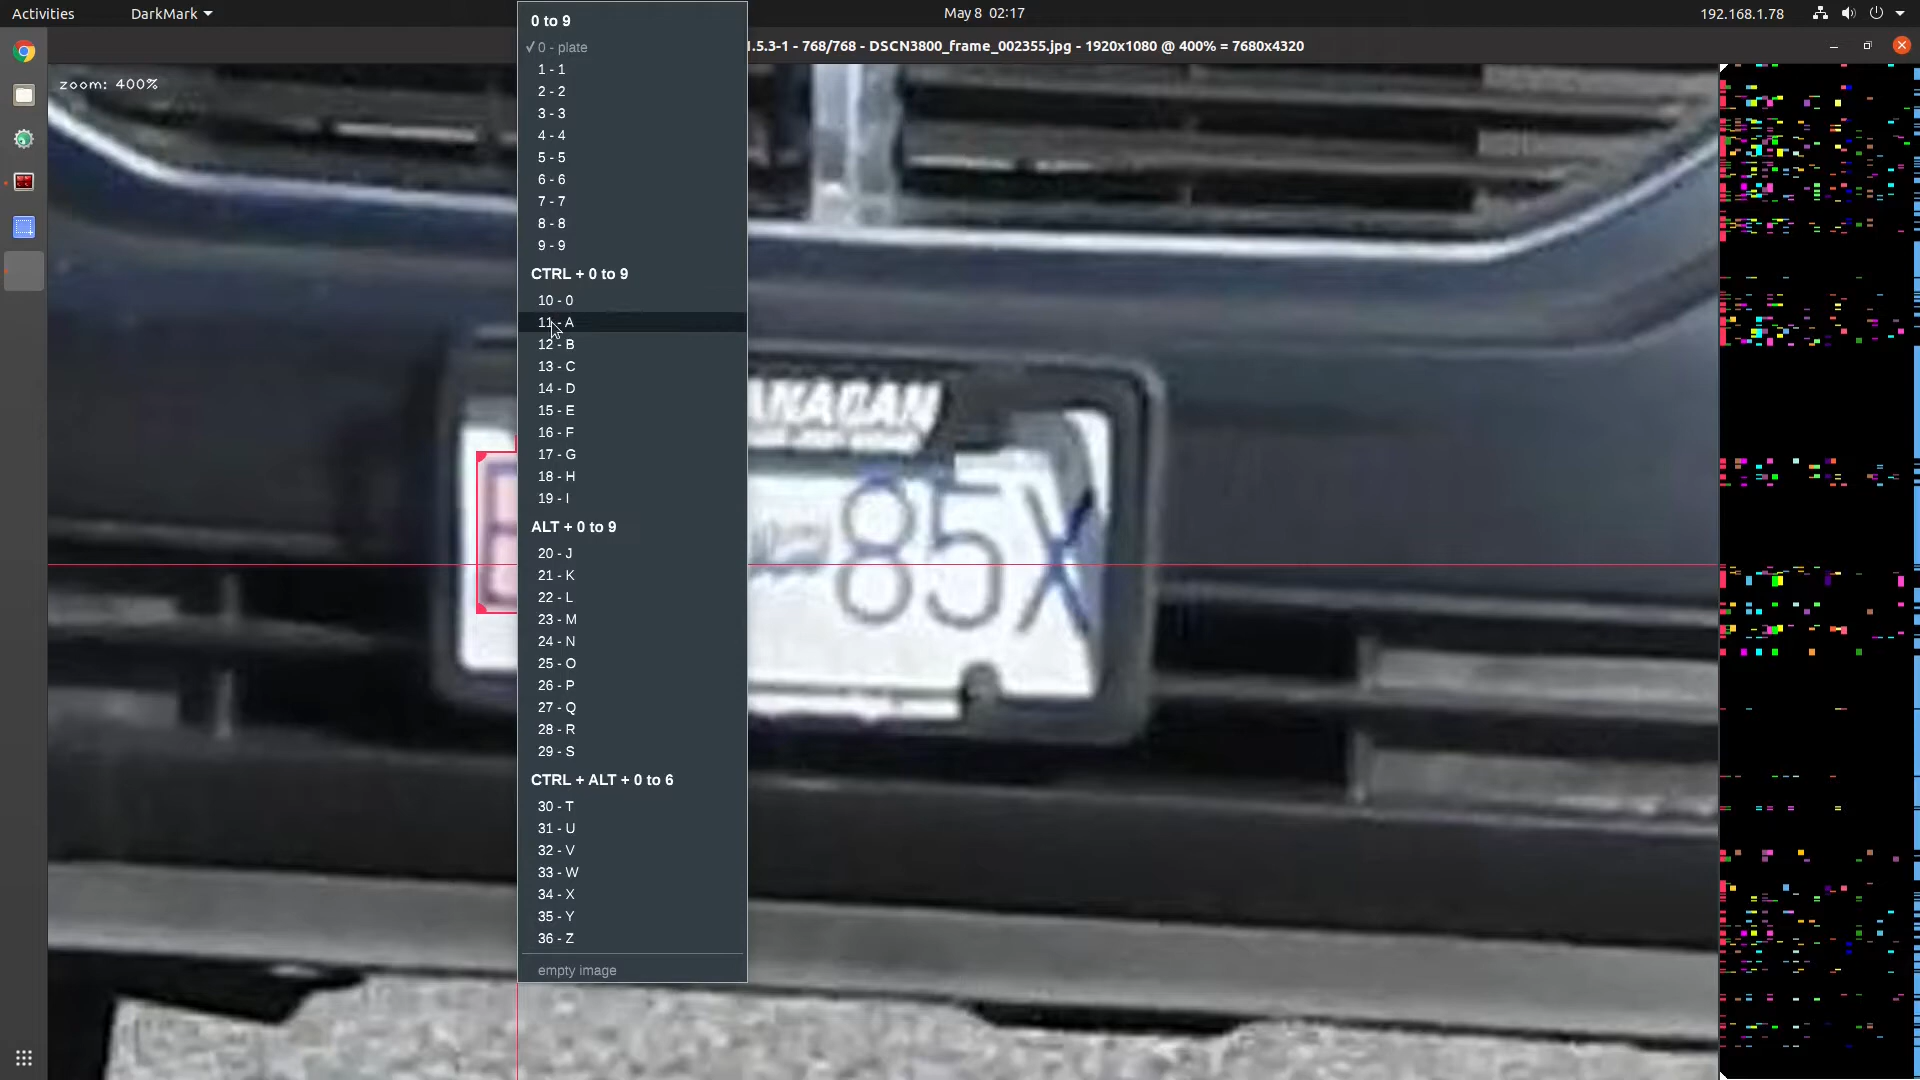 Activities
DarkMark
May 8 02:17
192.168.1.78
1.5.3-1 - 768/768 - DSCN3800_frame_002355.jpg - 1920x1080 @ 400% = 7680x4320
zoom: 400%
0 to 9
✓ 0 - plate
1 - 1
2 - 2
3 - 3
4 - 4
5 - 5
6 - 6
7 - 7
8 - 8
9 - 9
CTRL + 0 to 9
10 - 0
11 - A
12 - B
13 - C
14 - D
15 - E
16 - F
17 - G
18 - H
19 - I
ALT + 0 to 9
20 - J
21 - K
22 - L
23 - M
24 - N
25 - O
26 - P
27 - Q
28 - R
29 - S
CTRL + ALT + 0 to 6
30 - T
31 - U
32 - V
33 - W
34 - X
35 - Y
36 - Z
empty image
ANAGAN
85X